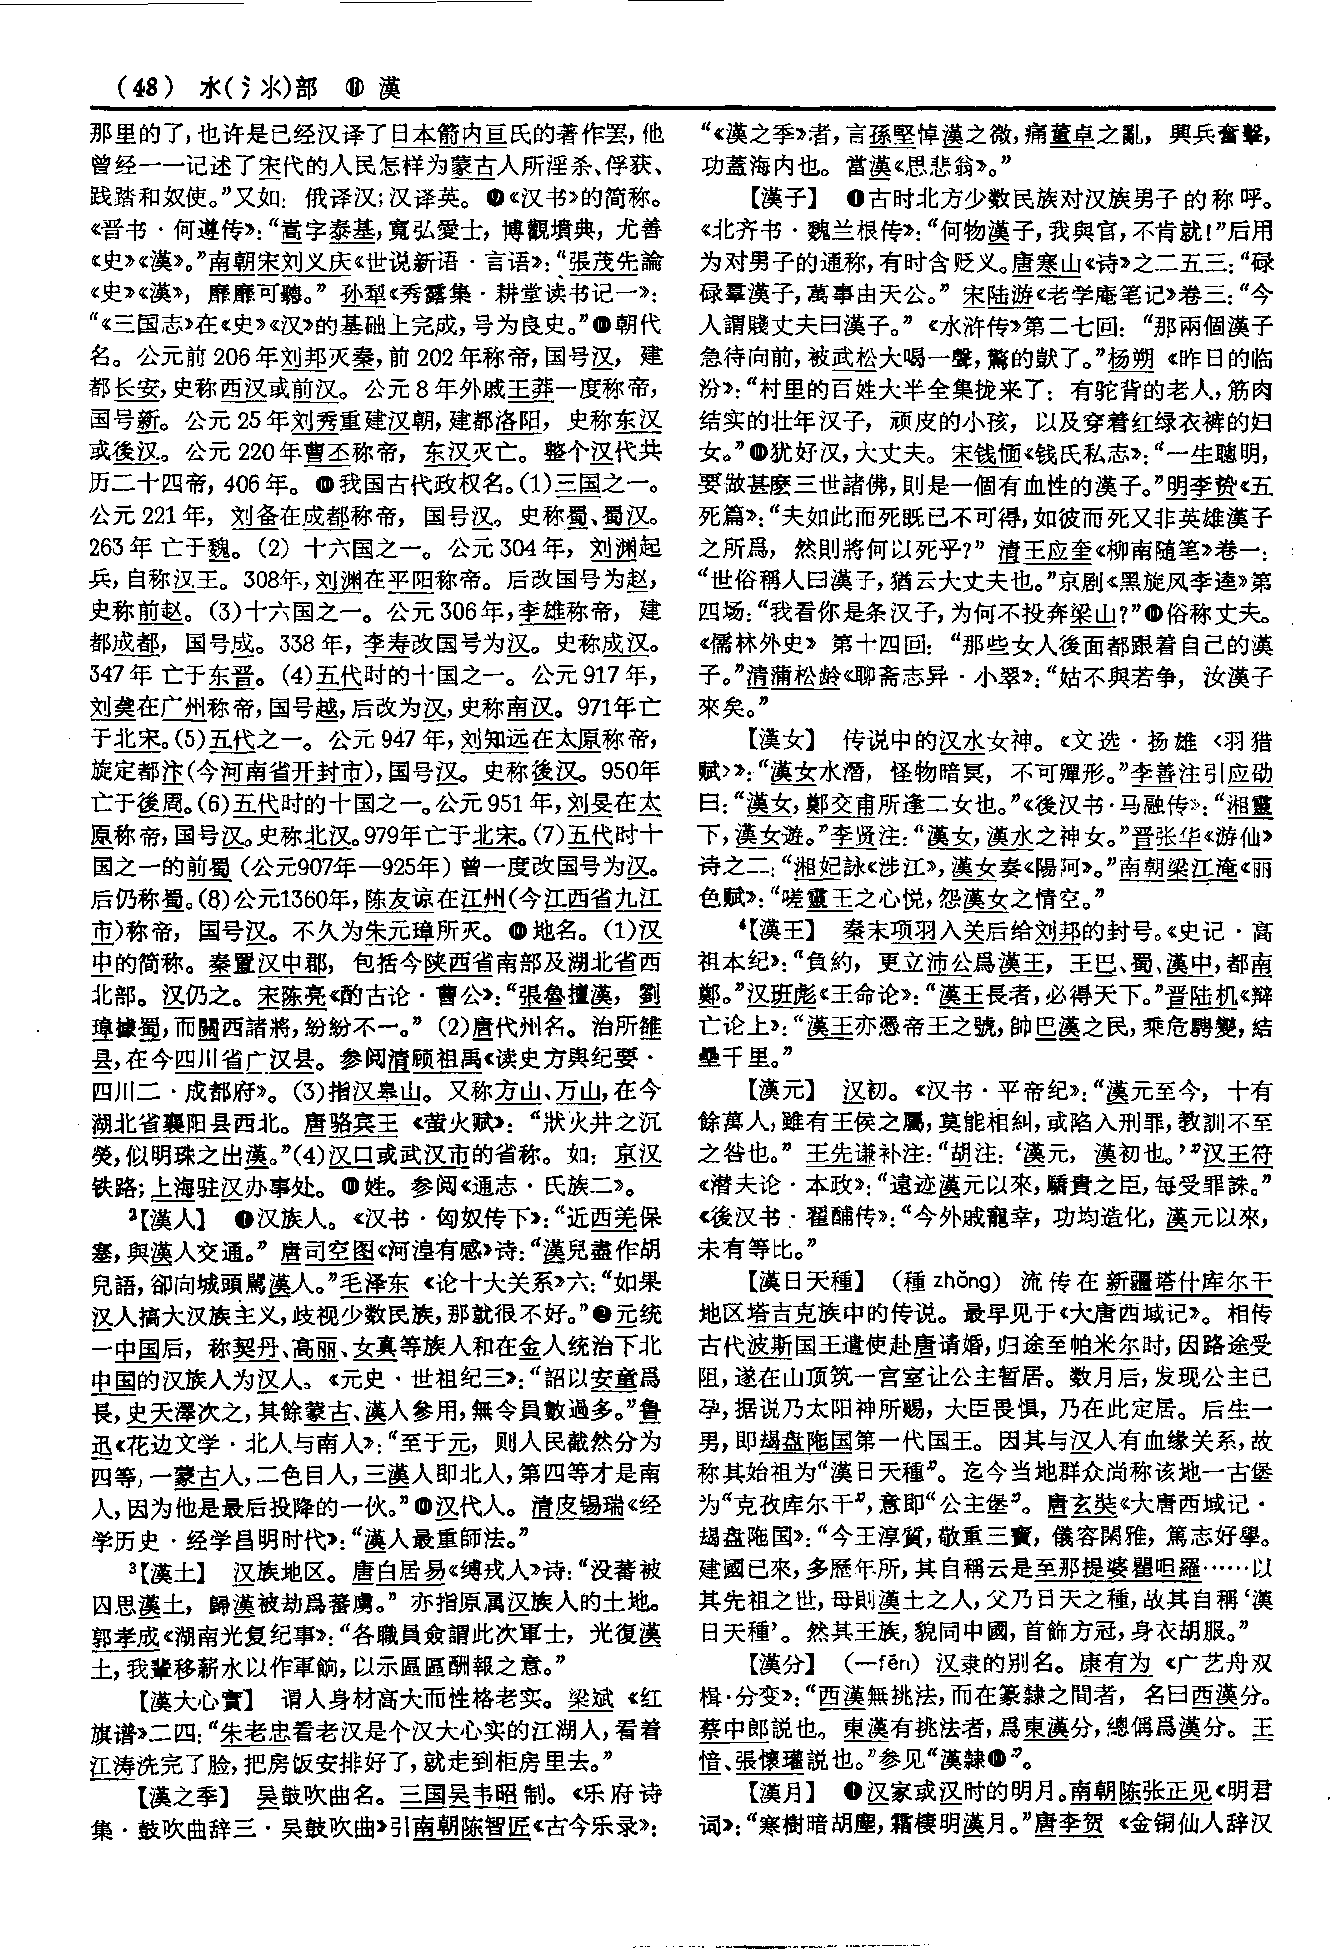 (48) 水(氵氺)部 ⓫ 漢
那里的了，也许是已经汉译了日本箭内亘氏的著作罢，他
曾经一一记述了宋代的人民怎样为蒙古人所淫杀、俘获、
践踏和奴使。”又如：俄译汉；汉译英。❾《汉书》的简称。
《晋书·何遵传》：“嵩字泰基，寬弘愛士，博觀墳典，尤善
《史》《漢》。”南朝宋刘义庆《世说新语·言语》：“張茂先論
《史》《漢》，靡靡可聽。” 孙犁《秀露集·耕堂读书记一》：
“《三国志》在《史》《汉》的基础上完成，号为良史。”❿朝代
名。公元前206年刘邦灭秦，前202年称帝，国号汉，建
都长安，史称西汉或前汉。公元8年外戚王莽一度称帝，
国号新。公元25年刘秀重建汉朝，建都洛阳，史称东汉
或後汉。公元220年曹丕称帝，东汉灭亡。整个汉代共
历二十四帝，406年。⓫我国古代政权名。(1)三国之一。
公元221年，刘备在成都称帝，国号汉。史称蜀、蜀汉。
263年亡于魏。(2) 十六国之一。公元304年，刘渊起
兵，自称汉王。308年，刘渊在平阳称帝。后改国号为赵，
史称前赵。(3)十六国之一。公元306年，李雄称帝，建
都成都，国号成。338年，李寿改国号为汉。史称成汉。
347年亡于东晋。(4)五代时的十国之一。公元917年，
刘䶮在广州称帝，国号越，后改为汉，史称南汉。971年亡
于北宋。(5)五代之一。公元947年，刘知远在太原称帝，
旋定都汴(今河南省开封市)，国号汉。史称後汉。950年
亡于後周。(6)五代时的十国之一。公元951年，刘旻在太
原称帝，国号汉。史称北汉。979年亡于北宋。(7)五代时十
国之一的前蜀(公元907年—925年)曾一度改国号为汉。
后仍称蜀。(8)公元1360年，陈友谅在江州(今江西省九江
市)称帝，国号汉。不久为朱元璋所灭。⓬地名。(1)汉
中的简称。秦置汉中郡，包括今陕西省南部及湖北省西
北部。汉仍之。宋陈亮《酌古论·曹公》：“張魯擅漢，劉
璋據蜀，而關西諸將，紛紛不一。” (2)唐代州名。治所雒
县，在今四川省广汉县。参阅清顾祖禹《读史方舆纪要·
四川二·成都府》。(3)指汉皋山。又称方山、万山，在今
湖北省襄阳县西北。唐骆宾王《萤火赋》：“狀火井之沉
熒，似明珠之出漢。”(4)汉口或武汉市的省称。如：京汉
铁路；上海驻汉办事处。⓭姓。参阅《通志·氏族二》。
²【漢人】 ❶汉族人。《汉书·匈奴传下》：“近西羌保
塞，與漢人交通。” 唐司空图《河湟有感》诗：“漢兒盡作胡
兒語，卻向城頭罵漢人。”毛泽东《论十大关系》六：“如果
汉人搞大汉族主义，歧视少数民族，那就很不好。”❷元统
一中国后，称契丹、高丽、女真等族人和在金人统治下北
中国的汉族人为汉人。《元史·世祖纪三》：“詔以安童爲
長，史天澤次之，其餘蒙古、漢人參用，無令員數過多。”鲁
迅《花边文学·北人与南人》：“至于元，则人民截然分为
四等，一蒙古人，二色目人，三漢人即北人，第四等才是南
人，因为他是最后投降的一伙。”❸汉代人。清皮锡瑞《经
学历史·经学昌明时代》：“漢人最重師法。”
³【漢土】 汉族地区。唐白居易《缚戎人》诗：“没蕃被
囚思漢土，歸漢被劫爲蕃虜。” 亦指原属汉族人的土地。
郭孝成《湖南光复纪事》：“各職員僉謂此次軍士，光復漢
土，我輩移薪水以作軍餉，以示區區酬報之意。”
【漢大心實】 谓人身材高大而性格老实。梁斌《红
旗谱》二四：“朱老忠看老汉是个汉大心实的江湖人，看着
江涛洗完了脸，把房饭安排好了，就走到柜房里去。”
【漢之季】 吴鼓吹曲名。三国吴韦昭制。《乐府诗
集·鼓吹曲辞三·吴鼓吹曲》引南朝陈智匠《古今乐录》：
“《漢之季》者，言孫堅悼漢之微，痛董卓之亂，興兵奮擊，
功蓋海内也。當漢《思悲翁》。”
【漢子】 ❶古时北方少数民族对汉族男子的称呼。
《北齐书·魏兰根传》：“何物漢子，我與官，不肯就！”后用
为对男子的通称，有时含贬义。唐寒山《诗》之二五三：“碌
碌羣漢子，萬事由天公。” 宋陆游《老学庵笔记》卷三：“今
人謂賤丈夫曰漢子。” 《水浒传》第二七回：“那兩個漢子
急待向前，被武松大喝一聲，驚的獃了。”杨朔《昨日的临
汾》：“村里的百姓大半全集拢来了：有驼背的老人，筋肉
结实的壮年汉子，顽皮的小孩，以及穿着红绿衣裤的妇
女。”❷犹好汉，大丈夫。宋钱愐《钱氏私志》：“一生聰明，
要做甚麽三世諸佛，則是一個有血性的漢子。”明李贽《五
死篇》：“夫如此而死既已不可得，如彼而死又非英雄漢子
之所爲，然則將何以死乎？” 清王应奎《柳南随笔》卷一：
“世俗稱人曰漢子，猶云大丈夫也。”京剧《黑旋风李逵》第
四场：“我看你是条汉子，为何不投奔梁山？”❸俗称丈夫。
《儒林外史》第十四回：“那些女人後面都跟着自己的漢
子。”清蒲松龄《聊斋志异·小翠》：“姑不與若争，汝漢子
來矣。”
【漢女】 传说中的汉水女神。《文选·扬雄〈羽猎
赋〉》：“漢女水潛，怪物暗冥，不可殫形。”李善注引应劭
曰：“漢女，鄭交甫所逢二女也。”《後汉书·马融传》：“湘靈
下，漢女遊。”李贤注：“漢女，漢水之神女。”晋张华《游仙》
诗之二：“湘妃詠《涉江》，漢女奏《陽阿》。”南朝梁江淹《丽
色赋》：“嗟靈王之心悦，怨漢女之情空。”
⁴【漢王】 秦末项羽入关后给刘邦的封号。《史记·高
祖本纪》：“負約，更立沛公爲漢王，王巴、蜀、漢中，都南
鄭。”汉班彪《王命论》：“漢王長者，必得天下。”晋陆机《辩
亡论上》：“漢王亦憑帝王之號，帥巴漢之民，乘危騁變，結
壘千里。”
【漢元】 汉初。《汉书·平帝纪》：“漢元至今，十有
餘萬人，雖有王侯之屬，莫能相糾，或陷入刑罪，教訓不至
之咎也。” 王先谦补注：“胡注：‘漢元，漢初也。’”汉王符
《潜夫论·本政》：“遠迹漢元以來，驕貴之臣，每受罪誅。”
《後汉书·翟酺传》：“今外戚寵幸，功均造化，漢元以來，
未有等比。”
【漢日天種】 (種 zhǒng) 流传在新疆塔什库尔干
地区塔吉克族中的传说。最早见于《大唐西域记》。相传
古代波斯国王遣使赴唐请婚，归途至帕米尔时，因路途受
阻，遂在山顶筑一宫室让公主暂居。数月后，发现公主已
孕，据说乃太阳神所赐，大臣畏惧，乃在此定居。后生一
男，即朅盘陁国第一代国王。因其与汉人有血缘关系，故
称其始祖为“漢日天種”。迄今当地群众尚称该地一古堡
为“克孜库尔干”，意即“公主堡”。唐玄奘《大唐西域记·
朅盘陁国》：“今王淳質，敬重三寶，儀容閑雅，篤志好學。
建國已來，多歷年所，其自稱云是至那提婆瞿呾羅……以
其先祖之世，母則漢土之人，父乃日天之種，故其自稱‘漢
日天種’。然其王族，貌同中國，首飾方冠，身衣胡服。”
【漢分】 (—fēn) 汉隶的别名。康有为《广艺舟双
楫·分变》：“西漢無挑法，而在篆隸之間者，名曰西漢分。
蔡中郎説也。東漢有挑法者，爲東漢分，總偁爲漢分。王
愔、張懷瓘説也。”参见“漢隸❶”。
【漢月】 ❶汉家或汉时的明月。南朝陈张正见《明君
词》：“寒樹暗胡塵，霜樓明漢月。”唐李贺《金铜仙人辞汉